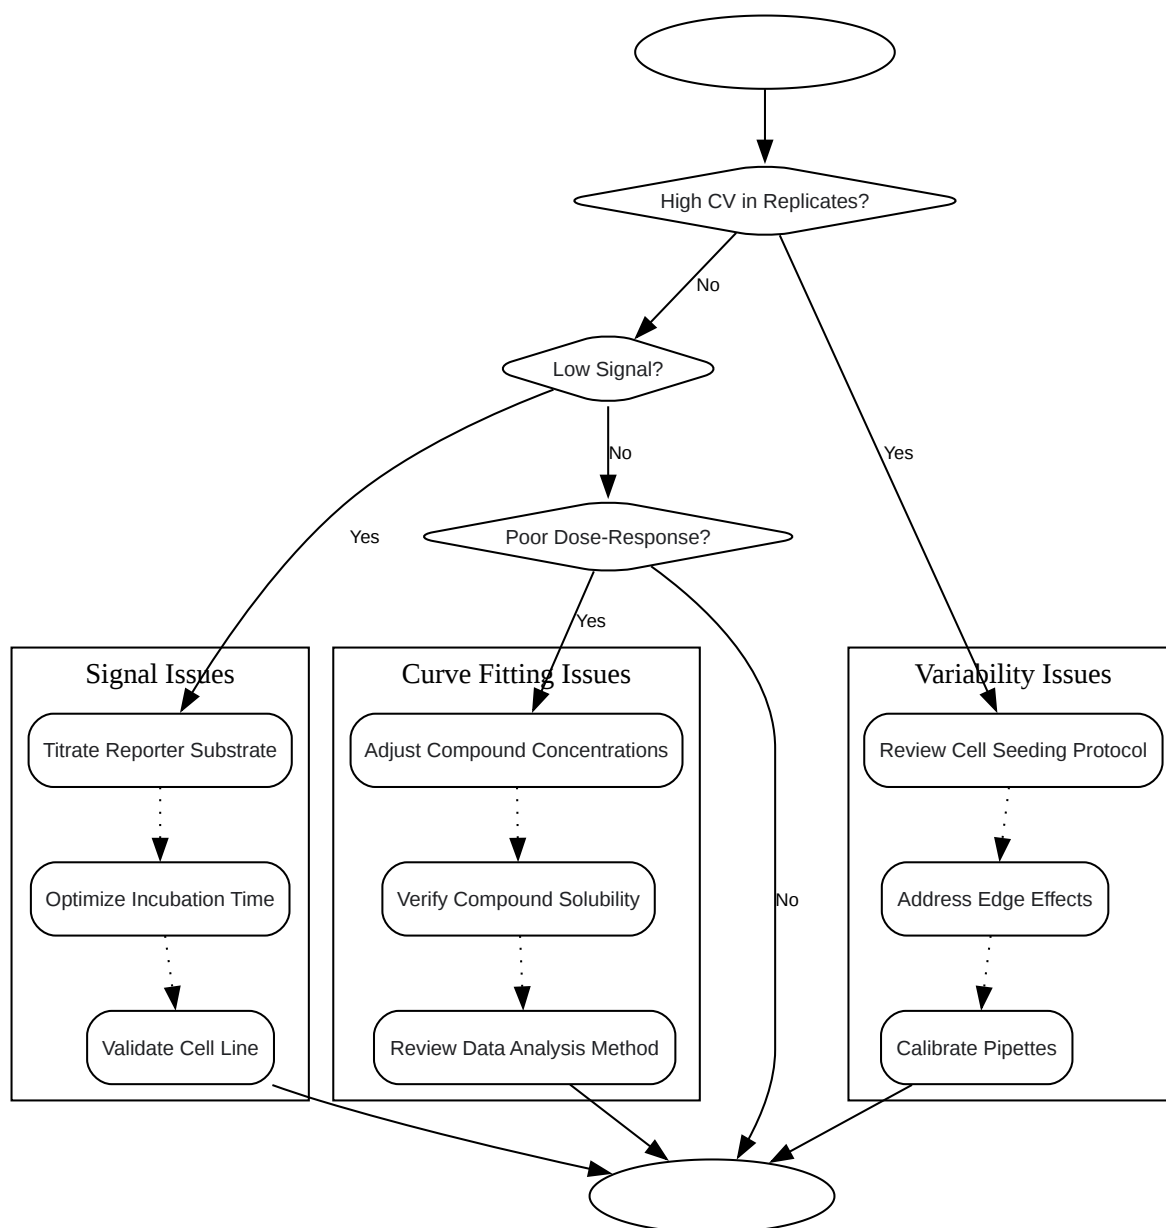 High CV in Replicates?
No
Low Signal?
Yes
No
Yes
Poor Dose-Response?
Yes
Signal Issues
Curve Fitting Issues
Variability Issues
Titrate Reporter Substrate
Adjust Compound Concentrations
Review Cell Seeding Protocol
Optimize Incubation Time
Verify Compound Solubility
No
Address Edge Effects
Validate Cell Line
Review Data Analysis Method
Calibrate Pipettes